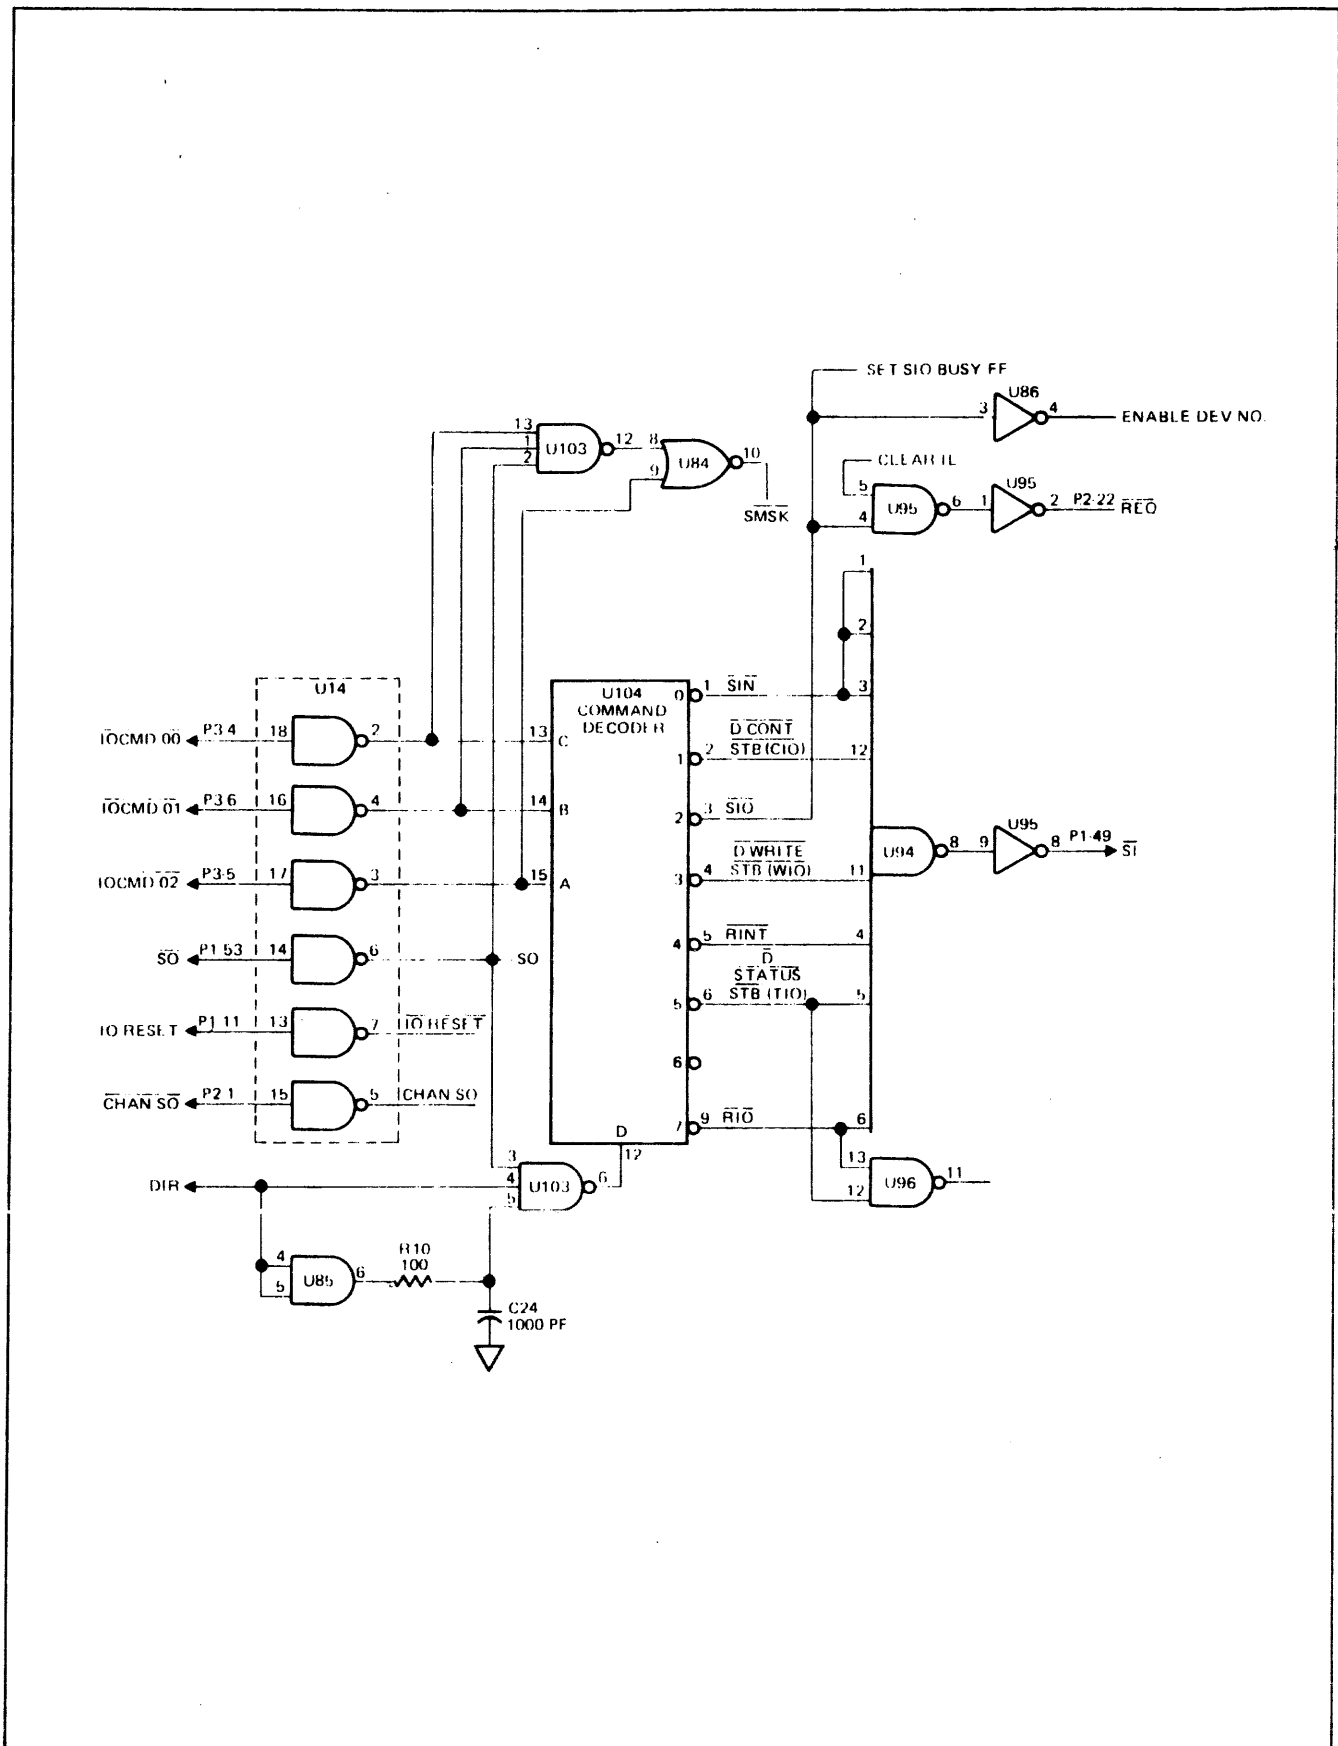 SET SIO BUSY FF
U86
3 4 ENABLE DEV NO.
13
1 U103 12 8 U84 10
2 9
SMSK
CLEAR IL
5 U95 6 1 U95 2 P2-22 REQ
4
1
2
3
U14
U104
COMMAND
DECODER
IOCMD 00 P3 4 18 2 13 C
IOCMD 01 P3 6 16 4 14 B
IOCMD 02 P3-5 17 3 15 A
SO P1 53 14 6 SO
IO RESET P1 11 13 7 IO RESET
CHAN SO P2 1 15 5 CHAN SO
0 1 SIN
D CONT
1 2 STB (CIO) 12
2 3 SIO
D WRITE
3 4 STB (WIO) 11
U94 8 9 U95 8 P1-49 SI
4 5 RINT 4
D
STATUS
5 6 STB (TIO) 5
6
7 9 RIO 6
D
12
3
DIR 4 U103 6
5
13
12 U96 11
4
5 U85 6
R10
100
C24
1000 PF